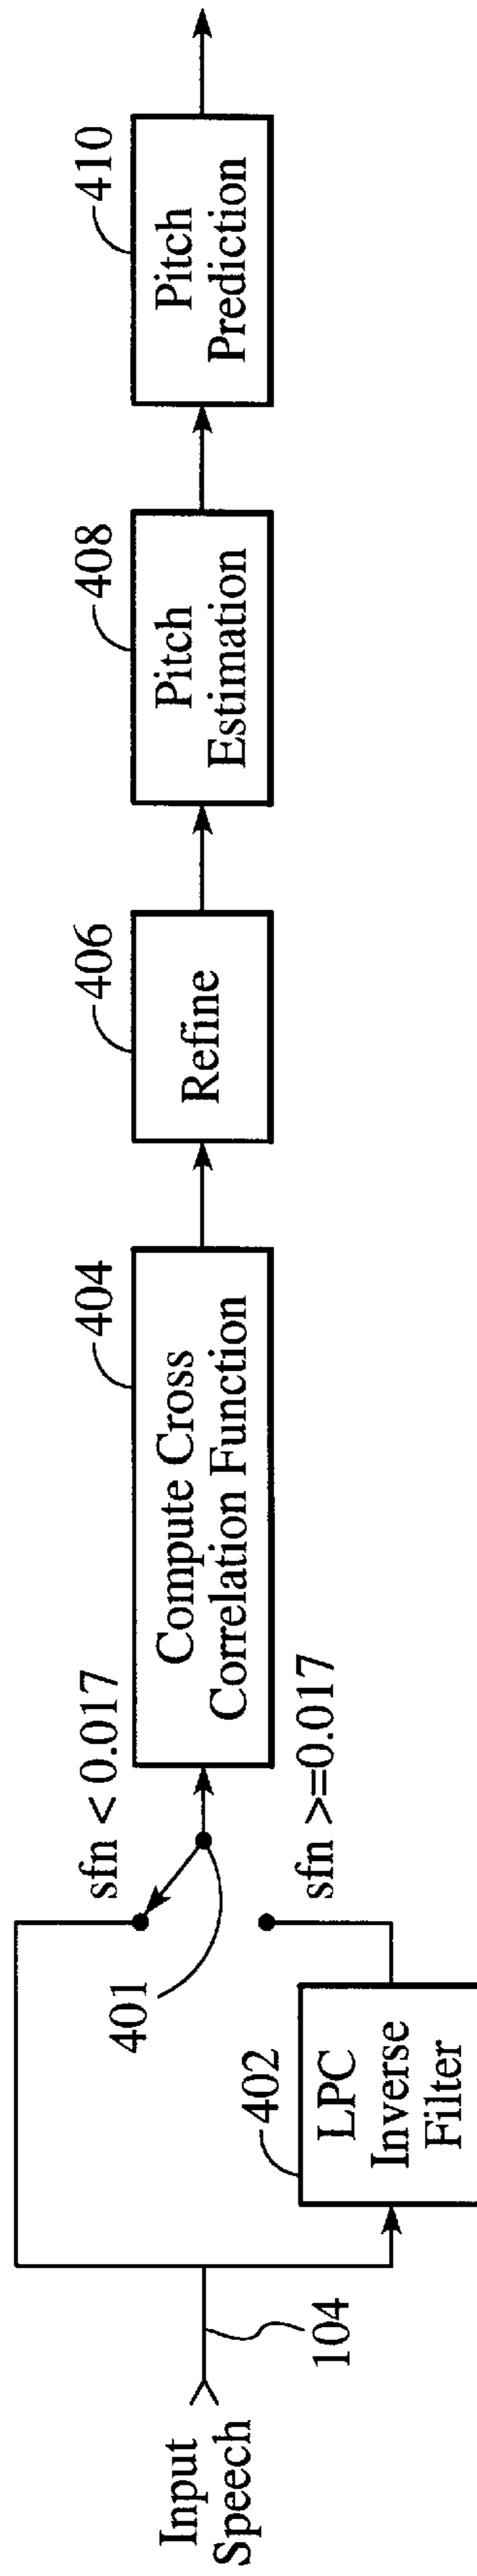 Input
Speech
104
402
LPC
Inverse
Filter
401
sfn < 0.017
sfn >=0.017
404
Compute Cross
Correlation Function
406
Refine
408
Pitch
Estimation
410
Pitch
Prediction